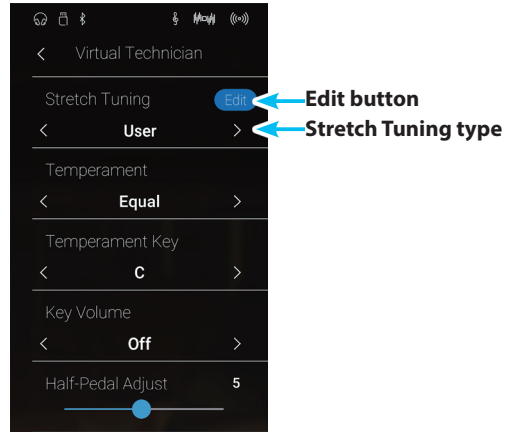 Virtual Technician
Stretch Tuning Edit
User
Temperament
Equal
Temperament Key
C
Key Volume
Off
Half-Pedal Adjust 5
Edit button
Stretch Tuning type